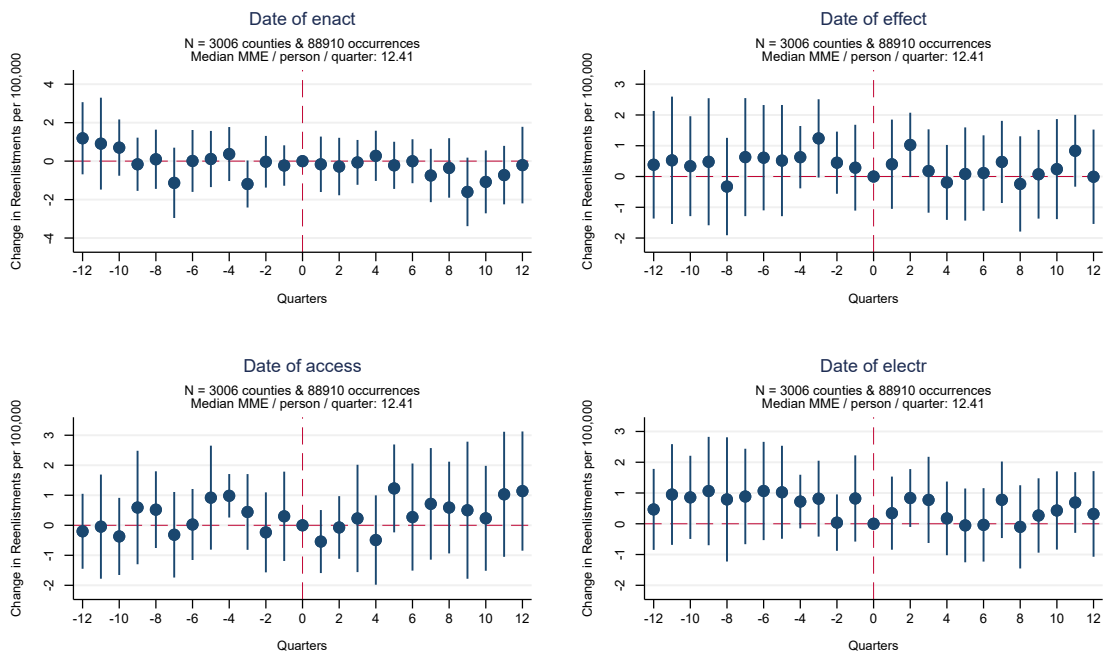 Date of enact
N = 3006 counties & 88910 occurrences
Median MME / person / quarter: 12.41
Change in Reenlistments per 100,000
4
2
0
-2
-4
-12 -10 -8 -6 -4 -2 0 2 4 6 8 10 12
Quarters
Date of effect
N = 3006 counties & 88910 occurrences
Median MME / person / quarter: 12.41
Change in Reenlistments per 100,000
3
2
1
0
-1
-2
-12 -10 -8 -6 -4 -2 0 2 4 6 8 10 12
Quarters
Date of access
N = 3006 counties & 88910 occurrences
Median MME / person / quarter: 12.41
Change in Reenlistments per 100,000
3
2
1
0
-1
-2
-12 -10 -8 -6 -4 -2 0 2 4 6 8 10 12
Quarters
Date of electr
N = 3006 counties & 88910 occurrences
Median MME / person / quarter: 12.41
Change in Reenlistments per 100,000
3
2
1
0
-1
-2
-12 -10 -8 -6 -4 -2 0 2 4 6 8 10 12
Quarters